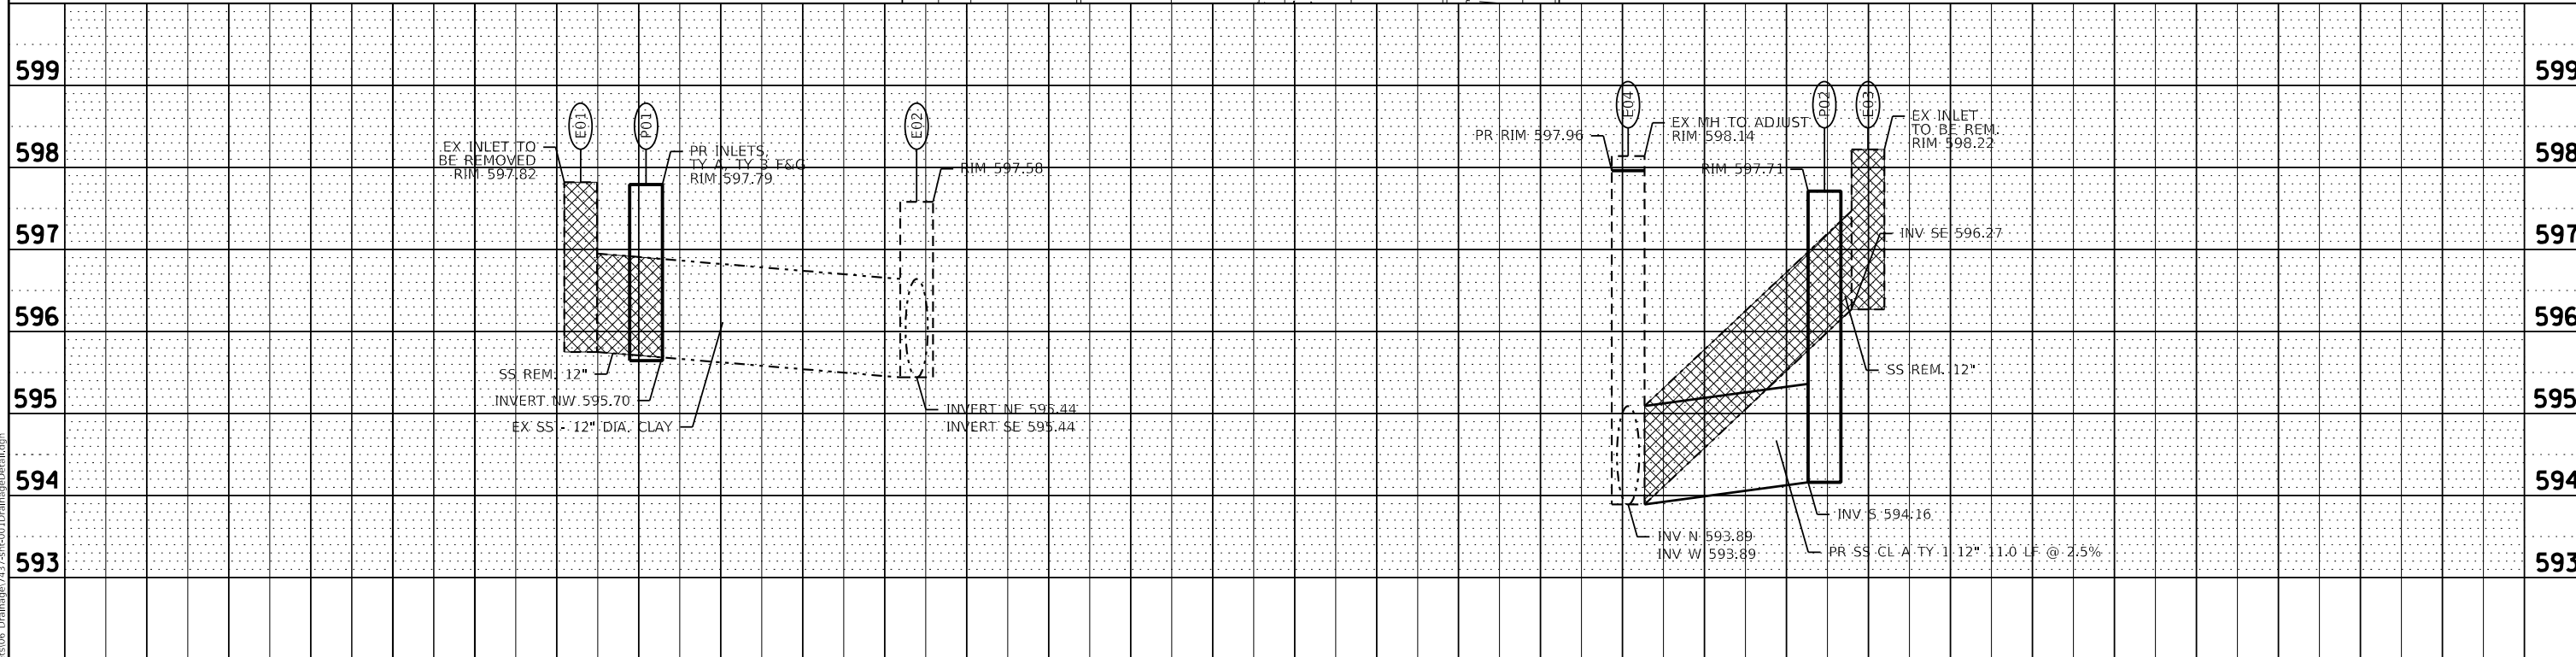 599
599
598
598
597
597
596
596
595
595
594
594
593
593
E01
P01
E02
E04
P02
E03
EX INLET TO
BE REMOVED
RIM 597.82
PR INLETS,
TY A, TY 3 F&G
RIM 597.79
RIM 597.58
SS REM. 12"
INVERT NW 595.70
EX SS - 12" DIA. CLAY
INVERT NE 595.44
INVERT SE 595.44
PR RIM 597.96
EX MH TO ADJUST
RIM 598.14
RIM 597.71
EX INLET
TO BE REM.
RIM 598.22
INV SE 596.27
SS REM. 12"
INV S 594.16
INV N 593.89
INV W 593.89
PR SS CL A TY 1 12" 11.0 LF @ 2.5%